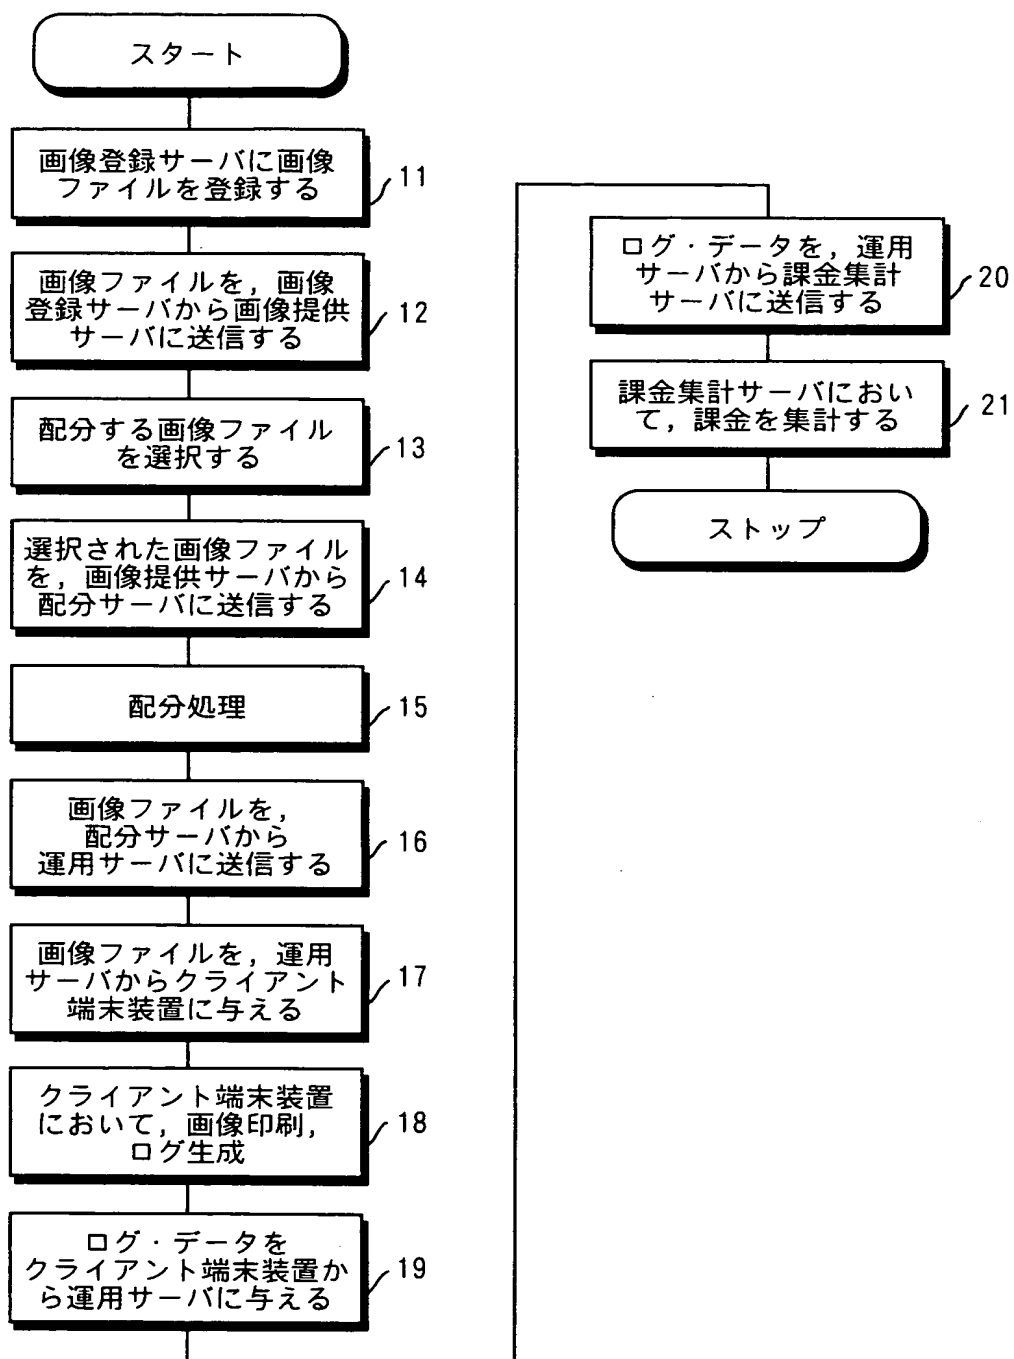 スタート
画像登録サーバに画像
ファイルを登録する
11
画像ファイルを,画像
登録サーバから画像提供
サーバに送信する
12
配分する画像ファイル
を選択する
13
選択された画像ファイル
を,画像提供サーバから
配分サーバに送信する
14
配分処理
15
画像ファイルを,
配分サーバから
運用サーバに送信する
16
画像ファイルを,運用
サーバからクライアント
端末装置に与える
17
クライアント端末装置
において,画像印刷,
ログ生成
18
ログ・データを
クライアント端末装置か
ら運用サーバに与える
19
ログ・データを,運用
サーバから課金集計
サーバに送信する
20
課金集計サーバにおい
て,課金を集計する
21
ストップ